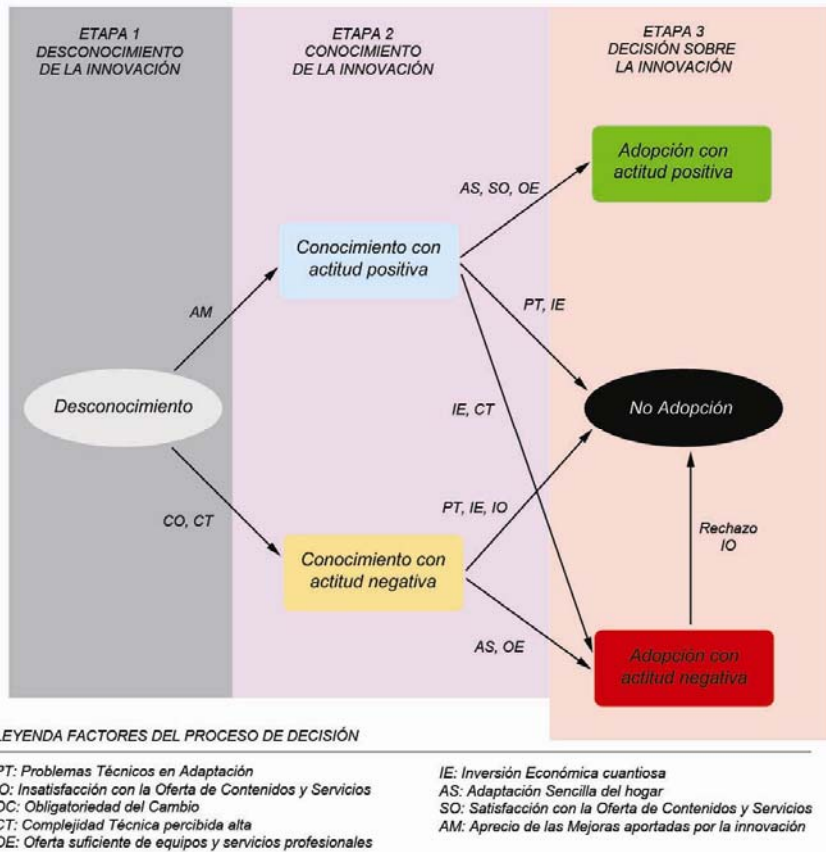 ETAPA 1
DESCONOCIMIENTO
DE LA INNOVACIÓN
ETAPA 2
CONOCIMIENTO
DE LA INNOVACIÓN
ETAPA 3
DECISIÓN SOBRE
LA INNOVACIÓN
Adopción con
actitud positiva
AS, SO, OE
Conocimiento con
actitud positiva
AM
PT, IE
Desconocimiento
No Adopción
IE, CT
PT, IE, IO
CO, CT
Rechazo
IO
Conocimiento con
actitud negativa
AS, OE
Adopción con
actitud negativa
LEYENDA FACTORES DEL PROCESO DE DECISIÓN
PT: Problemas Técnicos en Adaptación
IO: Insatisfacción con la Oferta de Contenidos y Servicios
OC: Obligatoriedad del Cambio
CT: Complejidad Técnica percibida alta
OE: Oferta suficiente de equipos y servicios profesionales
IE: Inversión Económica cuantiosa
AS: Adaptación Sencilla del hogar
SO: Satisfacción con la Oferta de Contenidos y Servicios
AM: Aprecio de las Mejoras aportadas por la innovación